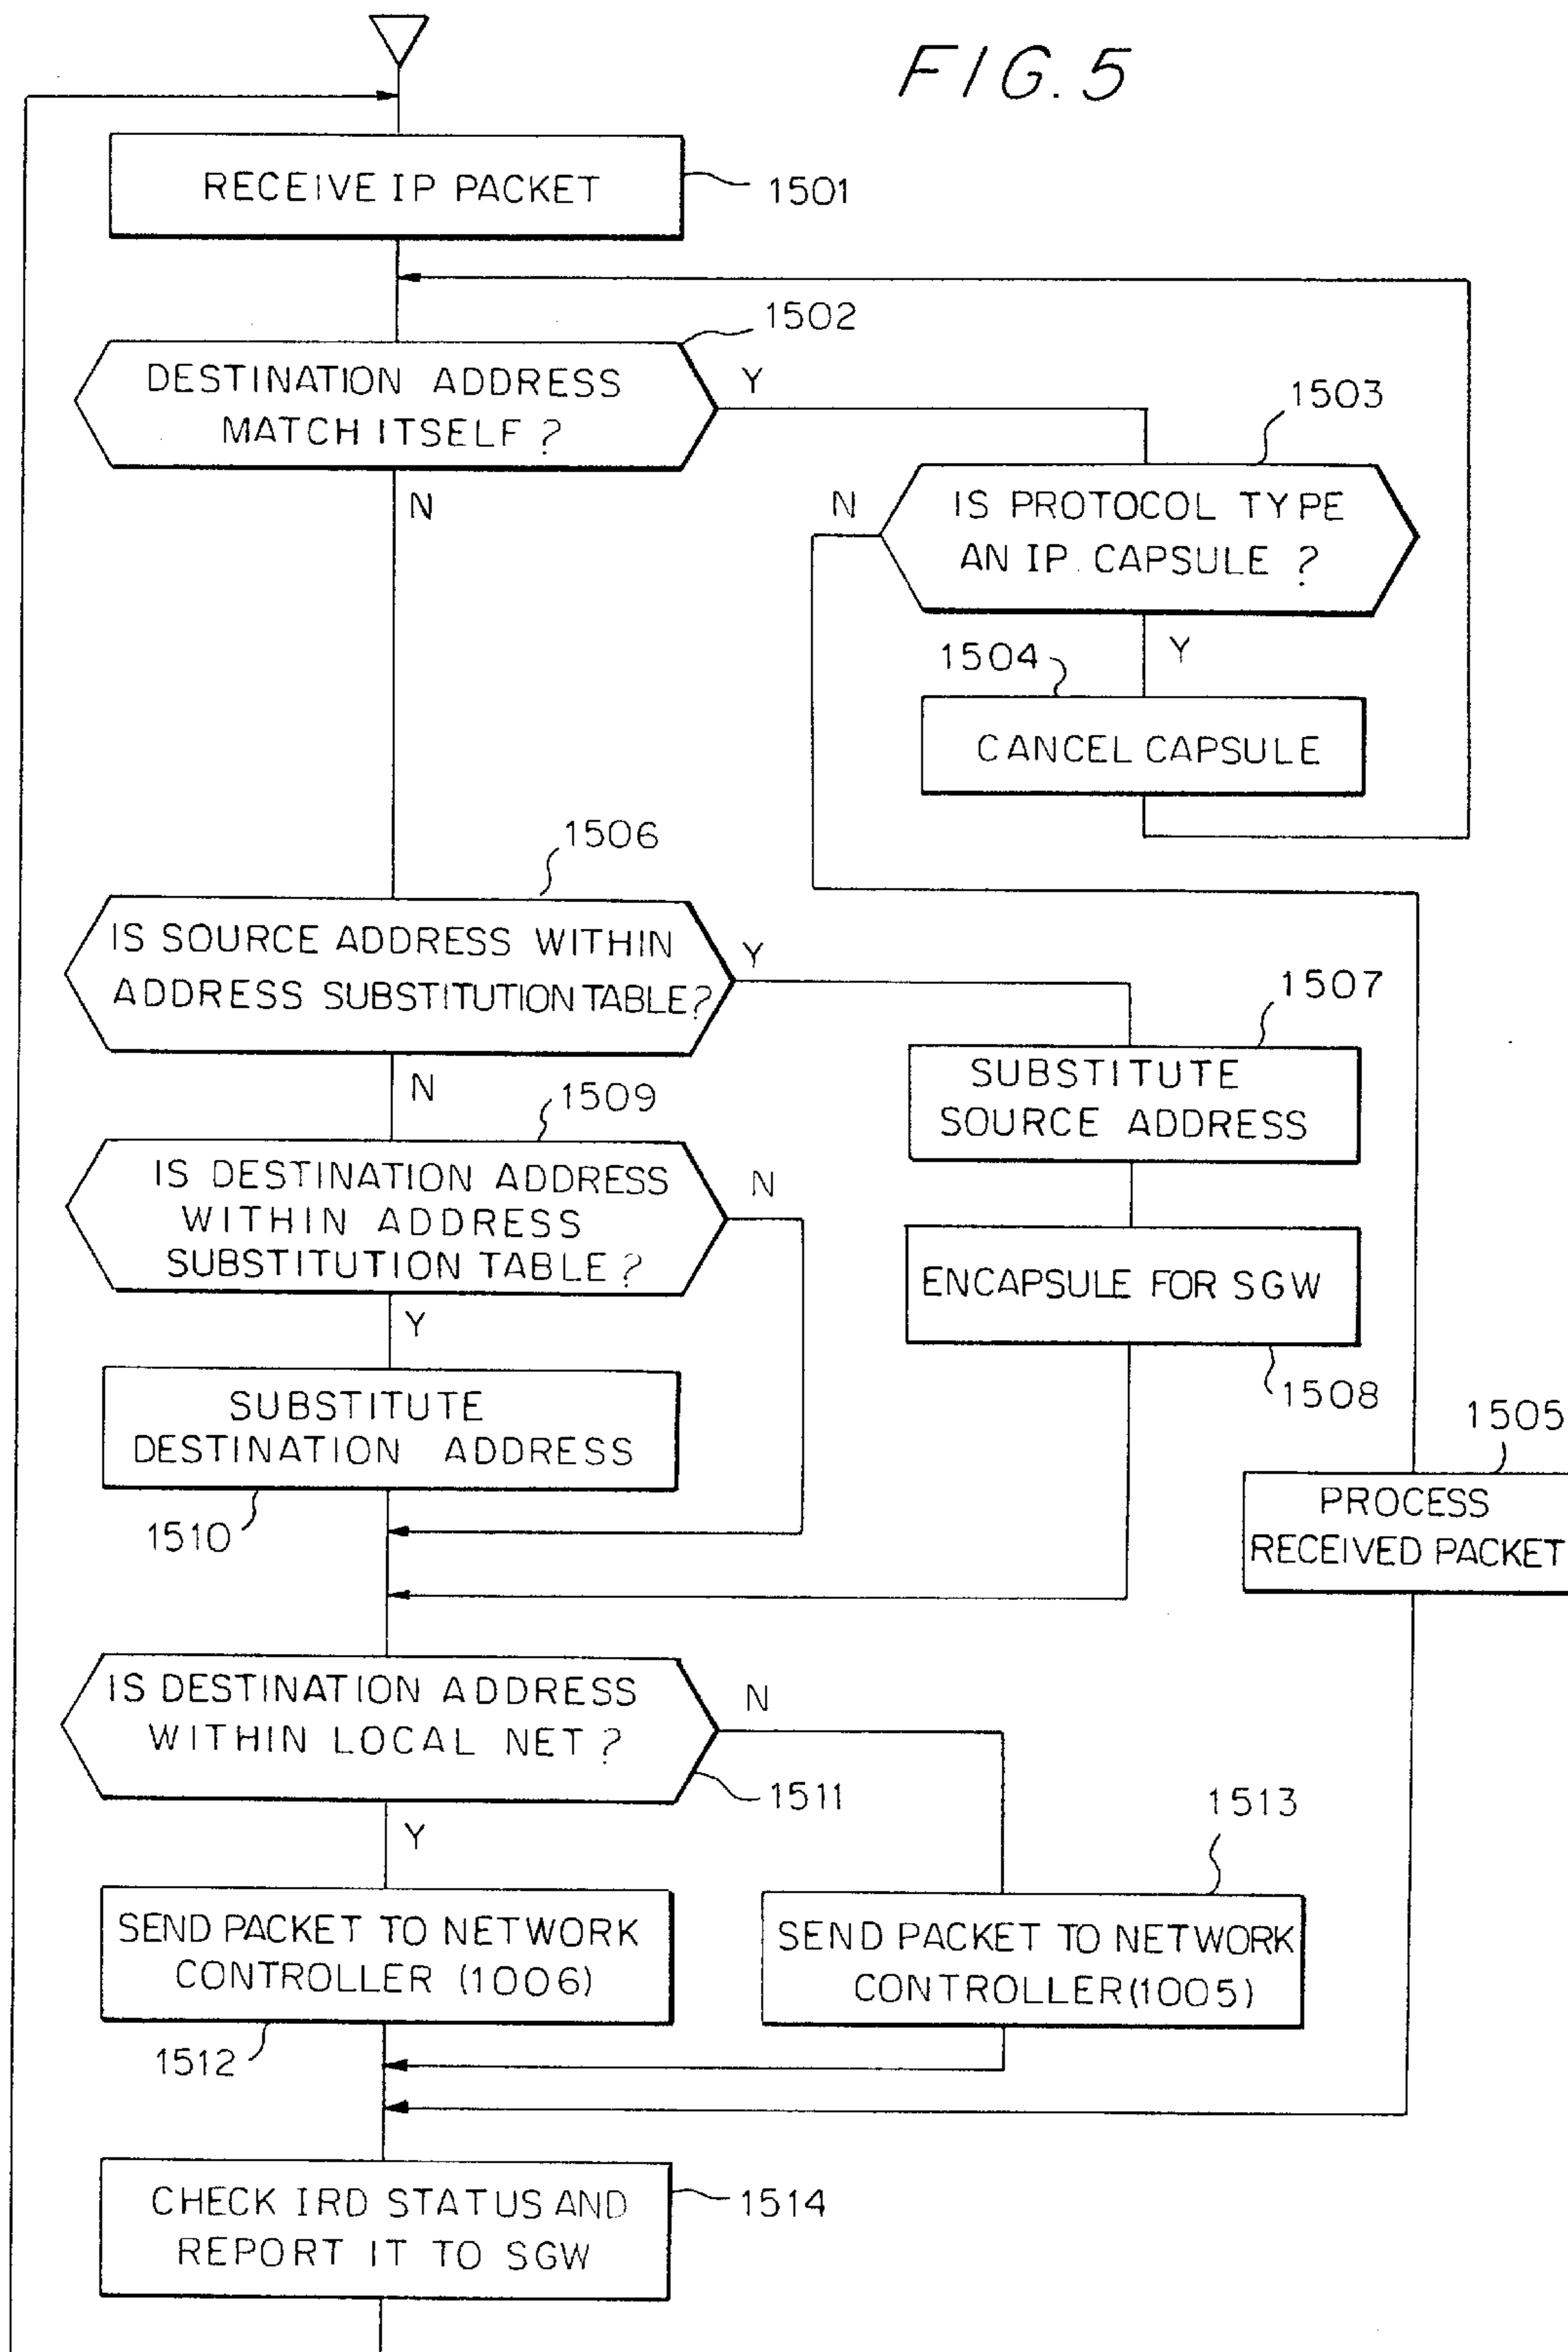 FIG. 5
RECEIVE IP PACKET
1501
1502
DESTINATION ADDRESS
MATCH ITSELF ?
Y
N
1503
IS PROTOCOL TYPE
AN IP CAPSULE ?
N
Y
1504
CANCEL CAPSULE
1506
IS SOURCE ADDRESS WITHIN
ADDRESS SUBSTITUTION TABLE?
Y
N
1507
SUBSTITUTE
SOURCE ADDRESS
1509
IS DESTINATION ADDRESS
WITHIN ADDRESS
SUBSTITUTION TABLE ?
N
Y
ENCAPSULE FOR SGW
1508
SUBSTITUTE
DESTINATION ADDRESS
1510
1505
PROCESS
RECEIVED PACKET
IS DESTINATION ADDRESS
WITHIN LOCAL NET ?
N
1511
Y
1513
SEND PACKET TO NETWORK
CONTROLLER (1006)
1512
SEND PACKET TO NETWORK
CONTROLLER (1005)
CHECK IRD STATUS AND
REPORT IT TO SGW
1514